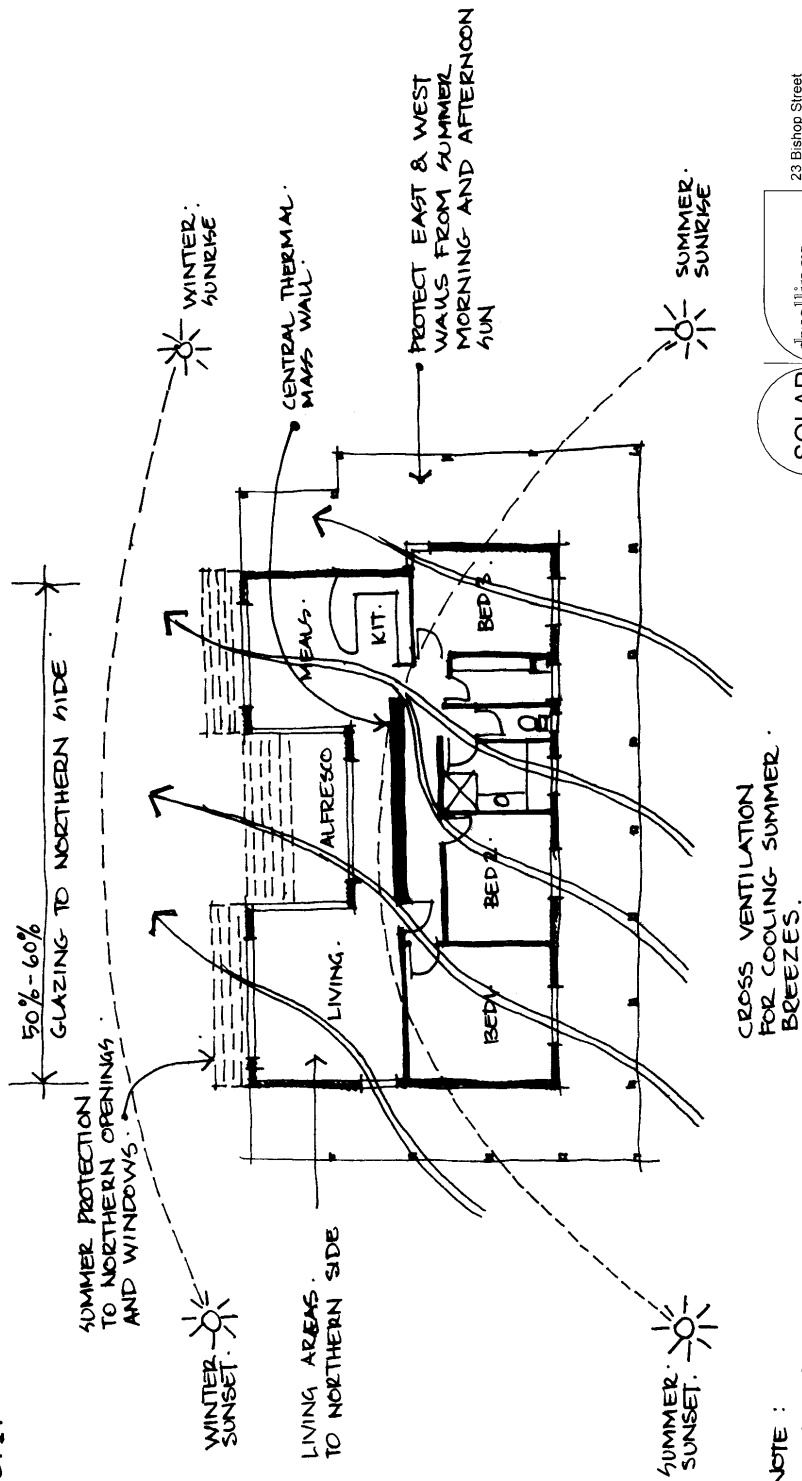 50%-60%
GLAZING TO NORTHERN SIDE
SUMMER PROTECTION
TO NORTHERN OPENINGS
AND WINDOWS.
WINTER
SUNSET.
WINTER
SUNRISE
CENTRAL THERMAL
MASS WALL.
LIVING AREAS.
TO NORTHERN SIDE
LIVING.
ALFRESCO
MEALS.
KIT.
BED 1.
BED 2.
BED 3.
PROTECT EAST & WEST
WALLS FROM SUMMER
MORNING AND AFTERNOON
SUN
SUMMER
SUNSET.
SUMMER
SUNRISE
CROSS VENTILATION
FOR COOLING SUMMER
BREEZES.
NOTE :
SOLAR
23 Bishop Street